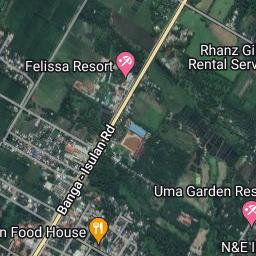 Rhanz Gi
Rental Serv
Felissa Resort
Banga - Isulan Rd
Uma Garden Res
n Food House
N&E I